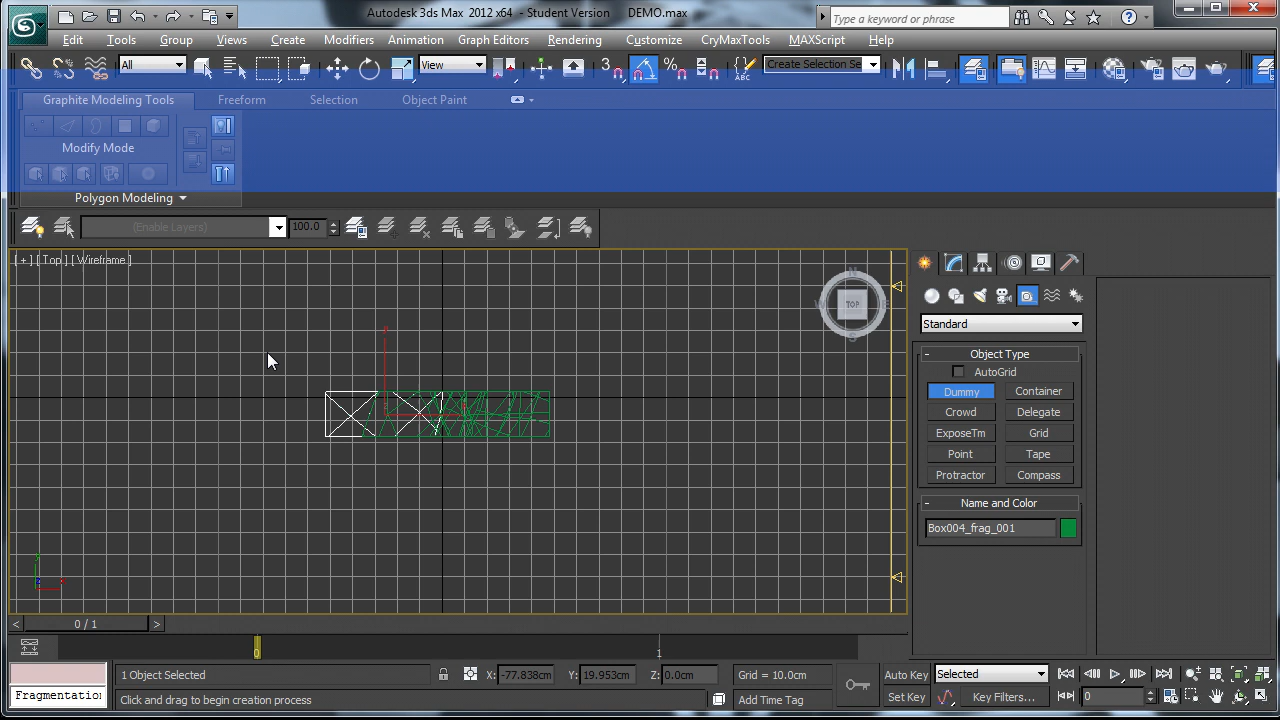 Autodesk 3ds Max 2012 x64 - Student Version DEMO.max
Type a keyword or phrase
Edit Tools Group Views Create Modifiers Animation Graph Editors Rendering Customize CryMaxTools MAXScript Help
All View 3 % ABC Create Selection Se
Graphite Modeling Tools Freeform Selection Object Paint
Modify Mode
Polygon Modeling
(Enable Layers) 100.0
[ + ] [ Top ] [ Wireframe ]
N
W TOP E
S
Standard
- Object Type
AutoGrid
Dummy Container
Crowd Delegate
ExposeTm Grid
Point Tape
Protractor Compass
- Name and Color
Box004_frag_001
< 0 / 1 >
0 1
1 Object Selected X: -77.838cm Y: 19.953cm Z: 0.0cm Grid = 10.0cm Auto Key Selected
Fragmentation Click and drag to begin creation process Add Time Tag Set Key Key Filters... 0